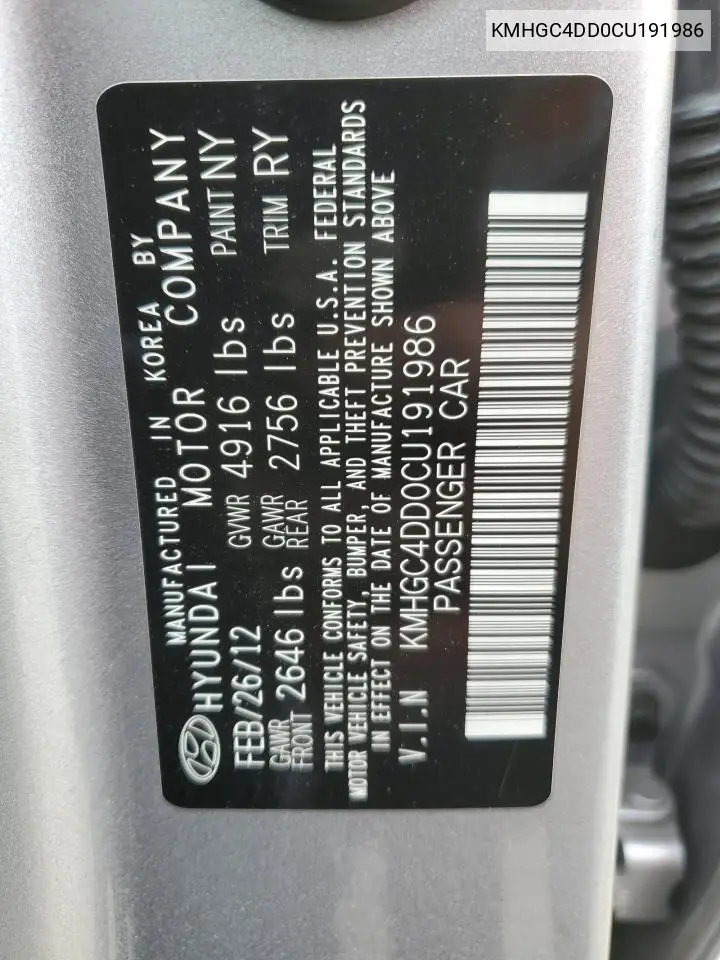 KMHGC4DD0CU191986
MANUFACTURED IN KOREA BY
HYUNDAI MOTOR COMPANY
FEB/26/12 GVWR 4916 lbs PAINT NY
GAWR FRONT 2646 lbs GAWR REAR 2756 lbs TRIM RY
THIS VEHICLE CONFORMS TO ALL APPLICABLE U.S.A. FEDERAL
MOTOR VEHICLE SAFETY, BUMPER, AND THEFT PREVENTION STANDARDS
IN EFFECT ON THE DATE OF MANUFACTURE SHOWN ABOVE
V.I.N KMHGC4DD0CU191986
PASSENGER CAR